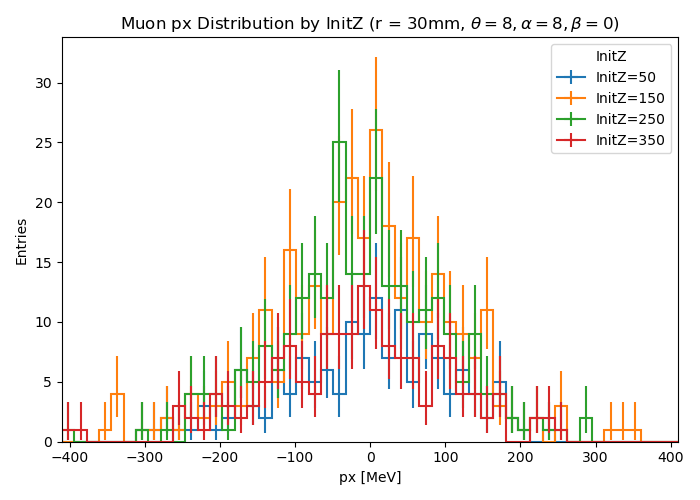 Muon px Distribution by InitZ (r = 30mm, θ = 8, α = 8, β = 0)
InitZ
InitZ=50
InitZ=150
InitZ=250
InitZ=350
Entries
30
25
20
15
10
5
0
−400 −300 −200 −100 0 100 200 300 400
px [MeV]